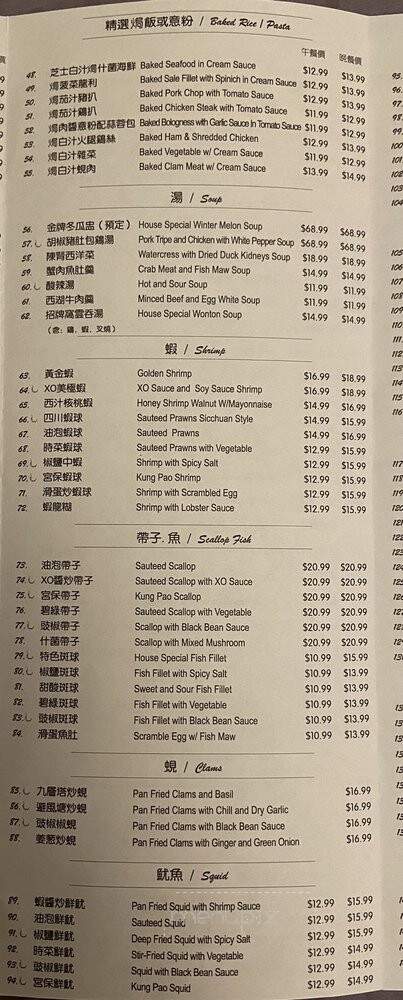 精選焗飯或意粉 / Baked Rice / Pasta
午餐價 晚餐價
48. 芝士白汁焗什菌海鮮 Baked Seafood in Cream Sauce $12.99 $13.99
49. 焗菠菜龍利 Baked Sale Fillet with Spinich in Cream Sause $12.99 $13.99
50. 焗茄汁豬扒 Baked Pork Chop with Tomato Sauce $12.99 $13.99
51. 焗茄汁鷄扒 Baked Chicken Steak with Tomato Sauce $11.99 $12.99
52. 焗肉醬意粉配蒜蓉包 Baked Bologness with Garlic Sauce In Tomato Sauce $11.99 $12.99
53. 焗白汁火腿鷄絲 Baked Ham & Shredded Chicken $12.99 $13.99
54. 焗白汁雜菜 Baked Vegetable w/ Cream Sauce $11.99 $12.99
55. 焗白汁蜆肉 Baked Clam Meat w/ Cream Sauce $13.99 $14.99
湯 / Soup
56. 金牌冬瓜盅(預定) House Special Winter Melon Soup $68.99 $68.99
57. 胡椒豬肚包鷄湯 Pork Tripe and Chicken with White Pepper Soup $68.99 $68.99
58. 陳腎西洋菜 Watercress with Dried Duck Kidneys Soup $18.99 $18.99
59. 蟹肉魚肚羹 Crab Meat and Fish Maw Soup $14.99 $14.99
60. 酸辣湯 Hot and Sour Soup $11.99 $11.99
61. 西湖牛肉羹 Minced Beef and Egg White Soup $11.99 $11.99
62. 招牌窩雲吞湯 House Special Wonton Soup $14.99 $14.99
(會: 鷄, 蝦, 叉燒)
蝦 / Shrimp
63. 黃金蝦 Golden Shrimp $16.99 $18.99
64. XO美極蝦 XO Sauce and Soy Sauce Shrimp $16.99 $18.99
65. 西汁核桃蝦 Honey Shrimp Walnut W/Mayonnaise $14.99 $16.99
66. 四川蝦球 Sauteed Prawns Sicchuan Style $14.99 $15.99
67. 油泡蝦球 Sauteed Prawns $14.99 $16.99
68. 時菜蝦球 Sauteed Prawns with Vegetable $12.99 $15.99
69. 椒鹽中蝦 Shrimp with Spicy Salt $12.99 $15.99
70. 宮保蝦球 Kung Pao Shrimp $12.99 $15.99
71. 滑蛋炒蝦球 Shrimp with Scrambled Egg $12.99 $15.99
72. 蝦龍糊 Shrimp with Lobster Sauce $12.99 $15.99
帶子. 魚 / Scallop Fish
73. 油泡帶子 Sauteed Scallop $20.99 $20.99
74. XO醬炒帶子 Sauteed Scallop with XO Sauce $20.99 $20.99
75. 宮保帶子 Kung Pao Scallop $20.99 $20.99
76. 碧綠帶子 Sauteed Scallop with Vegetable $20.99 $20.99
77. 豉椒帶子 Scallop with Black Bean Sauce $20.99 $20.99
78. 什菌帶子 Scallop with Mixed Mushroom $20.99 $20.99
79. 特色斑球 House Special Fish Fillet $10.99 $15.99
80. 椒鹽斑球 Fish Fillet with Spicy Salt $10.99 $13.99
81. 甜酸斑球 Sweet and Sour Fish Fillet $10.99 $13.99
82. 碧綠斑球 Fish Fillet with Vegetable $10.99 $13.99
83. 豉椒斑球 Fish Fillet with Black Bean Sauce $10.99 $13.99
84. 滑蛋魚肚 Scramble Egg w/ Fish Maw $10.99 $13.99
蜆 / Clams
85. 九層塔炒蜆 Pan Fried Clams and Basil $16.99
86. 避風塘炒蜆 Pan Fried Clams with Chill and Dry Garlic $16.99
87. 豉椒椒蜆 Pan Fried Clams with Black Bean Sauce $16.99
88. 姜葱炒蜆 Pan Fried Clams with Ginger and Green Onion $16.99
魷魚 / Squid
89. 蝦醬炒鮮魷 Pan Fried Squid with Shrimp Sauce $12.99 $15.99
90. 油泡鮮魷 Sauteed Squid $12.99 $15.99
91. 椒鹽鮮魷 Deep Fried Squid with Spicy Salt $12.99 $15.99
92. 時菜鮮魷 Stir-Fried Squid with Vegetable $12.99 $14.99
93. 豉椒鮮魷 Squid with Black Bean Sauce $12.99 $14.99
94. 宮保鮮魷 Kung Pao Squid $12.99 $14.99